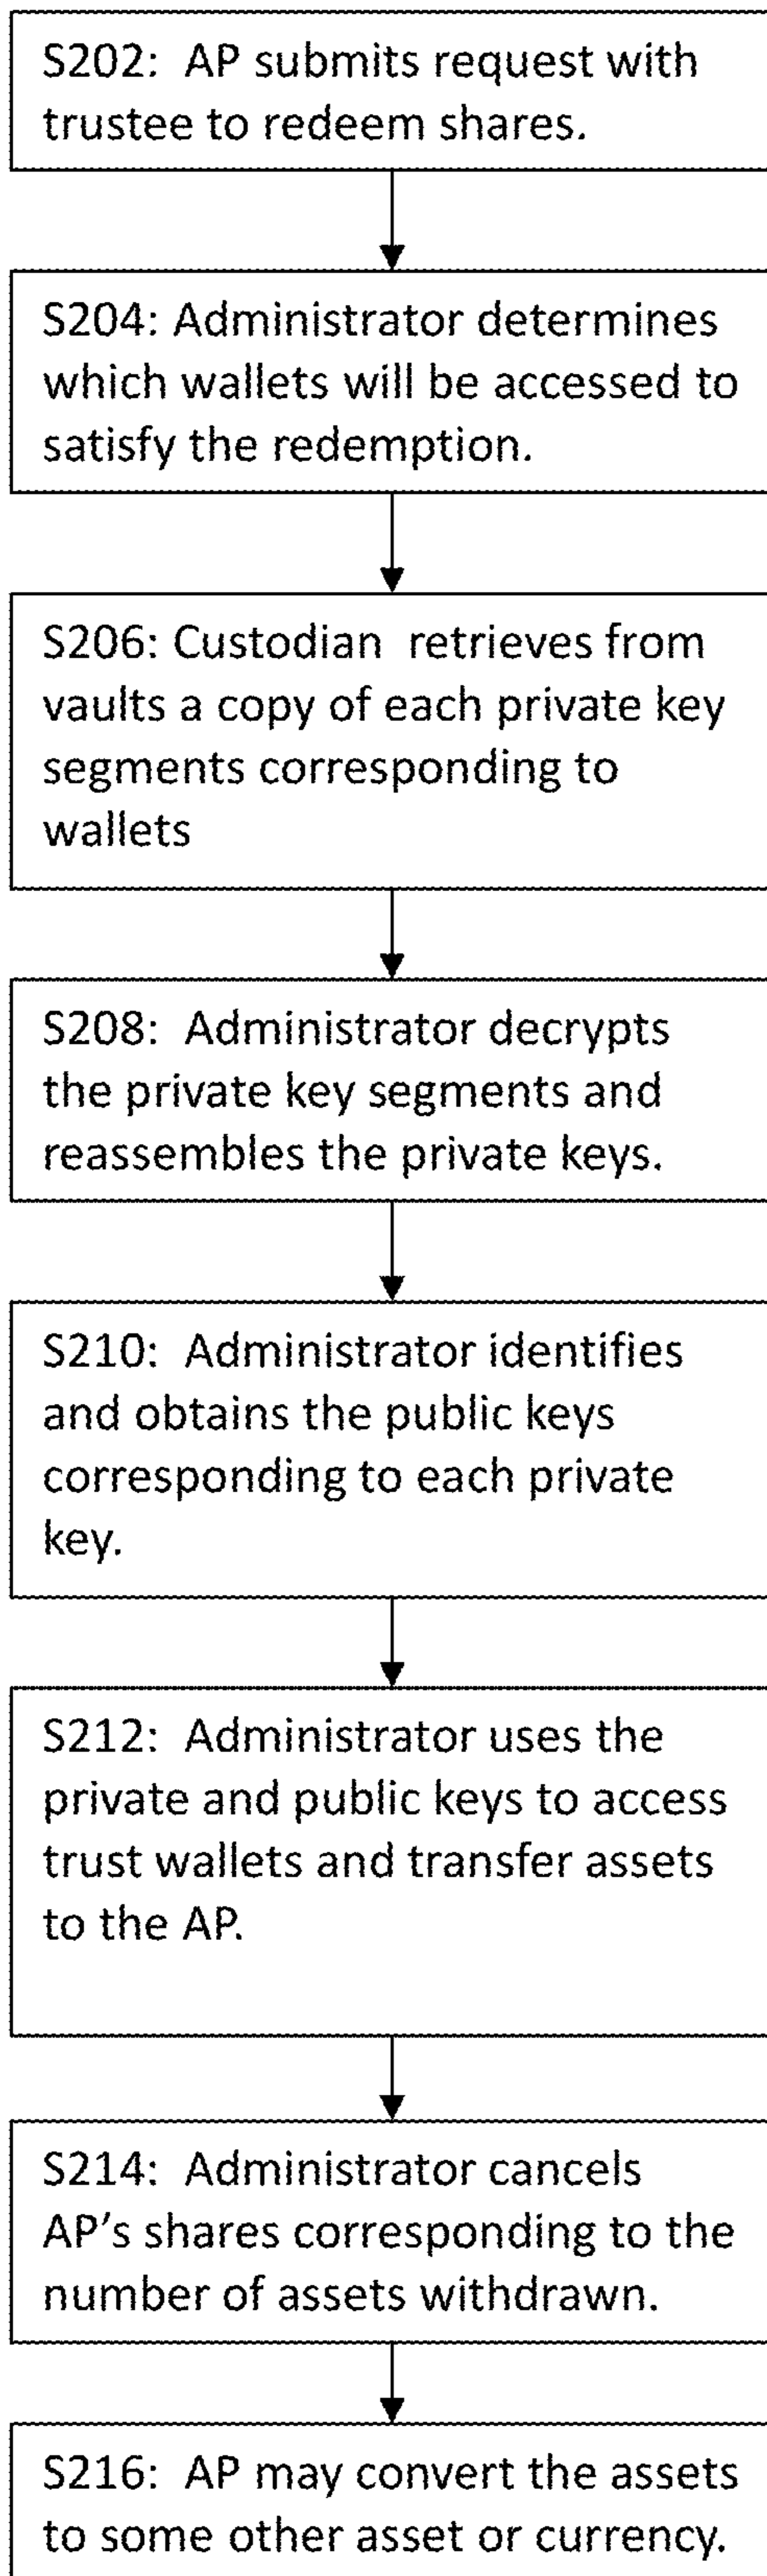 S202: AP submits request with
trustee to redeem shares.
S204: Administrator determines
which wallets will be accessed to
satisfy the redemption.
S206: Custodian retrieves from
vaults a copy of each private key
segments corresponding to
wallets
S208: Administrator decrypts
the private key segments and
reassembles the private keys.
S210: Administrator identifies
and obtains the public keys
corresponding to each private
key.
S212: Administrator uses the
private and public keys to access
trust wallets and transfer assets
to the AP.
S214: Administrator cancels
AP's shares corresponding to the
number of assets withdrawn.
S216: AP may convert the assets
to some other asset or currency.